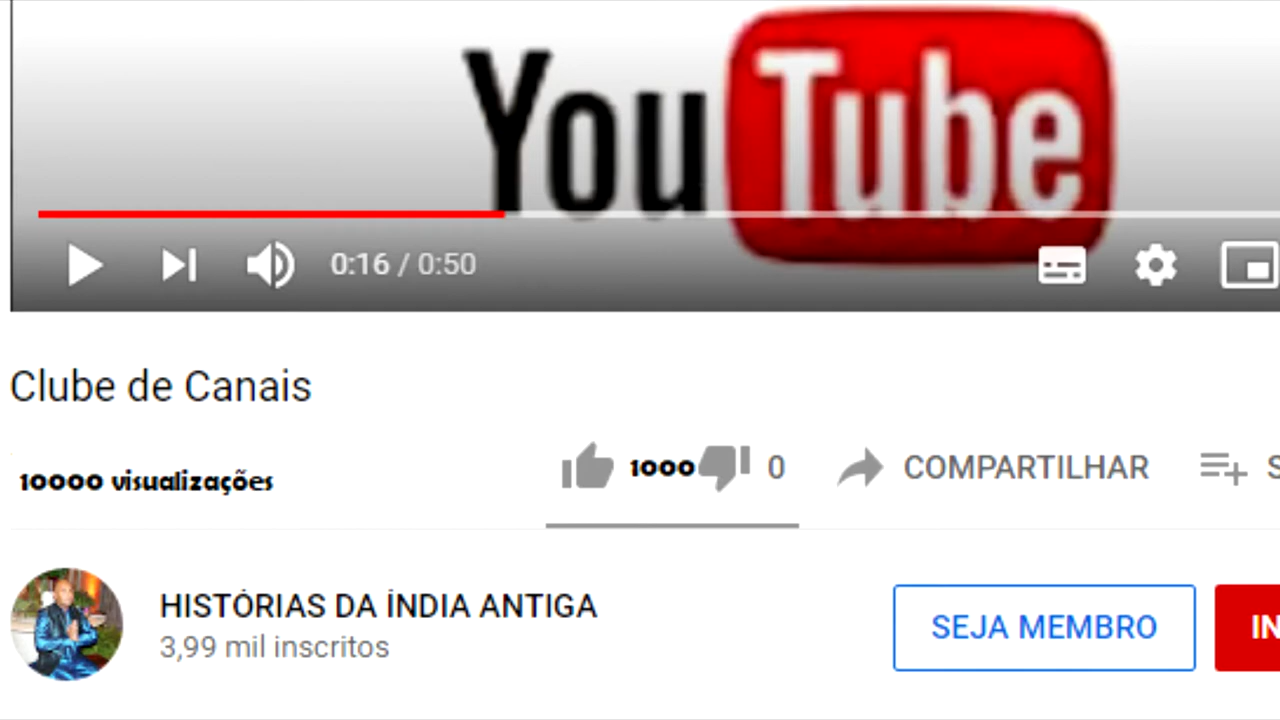 YouTube
0:16 / 0:50
Clube de Canais
10000 visualizações
1000 0 COMPARTILHAR S
HISTÓRIAS DA ÍNDIA ANTIGA
3,99 mil inscritos
SEJA MEMBRO
IN